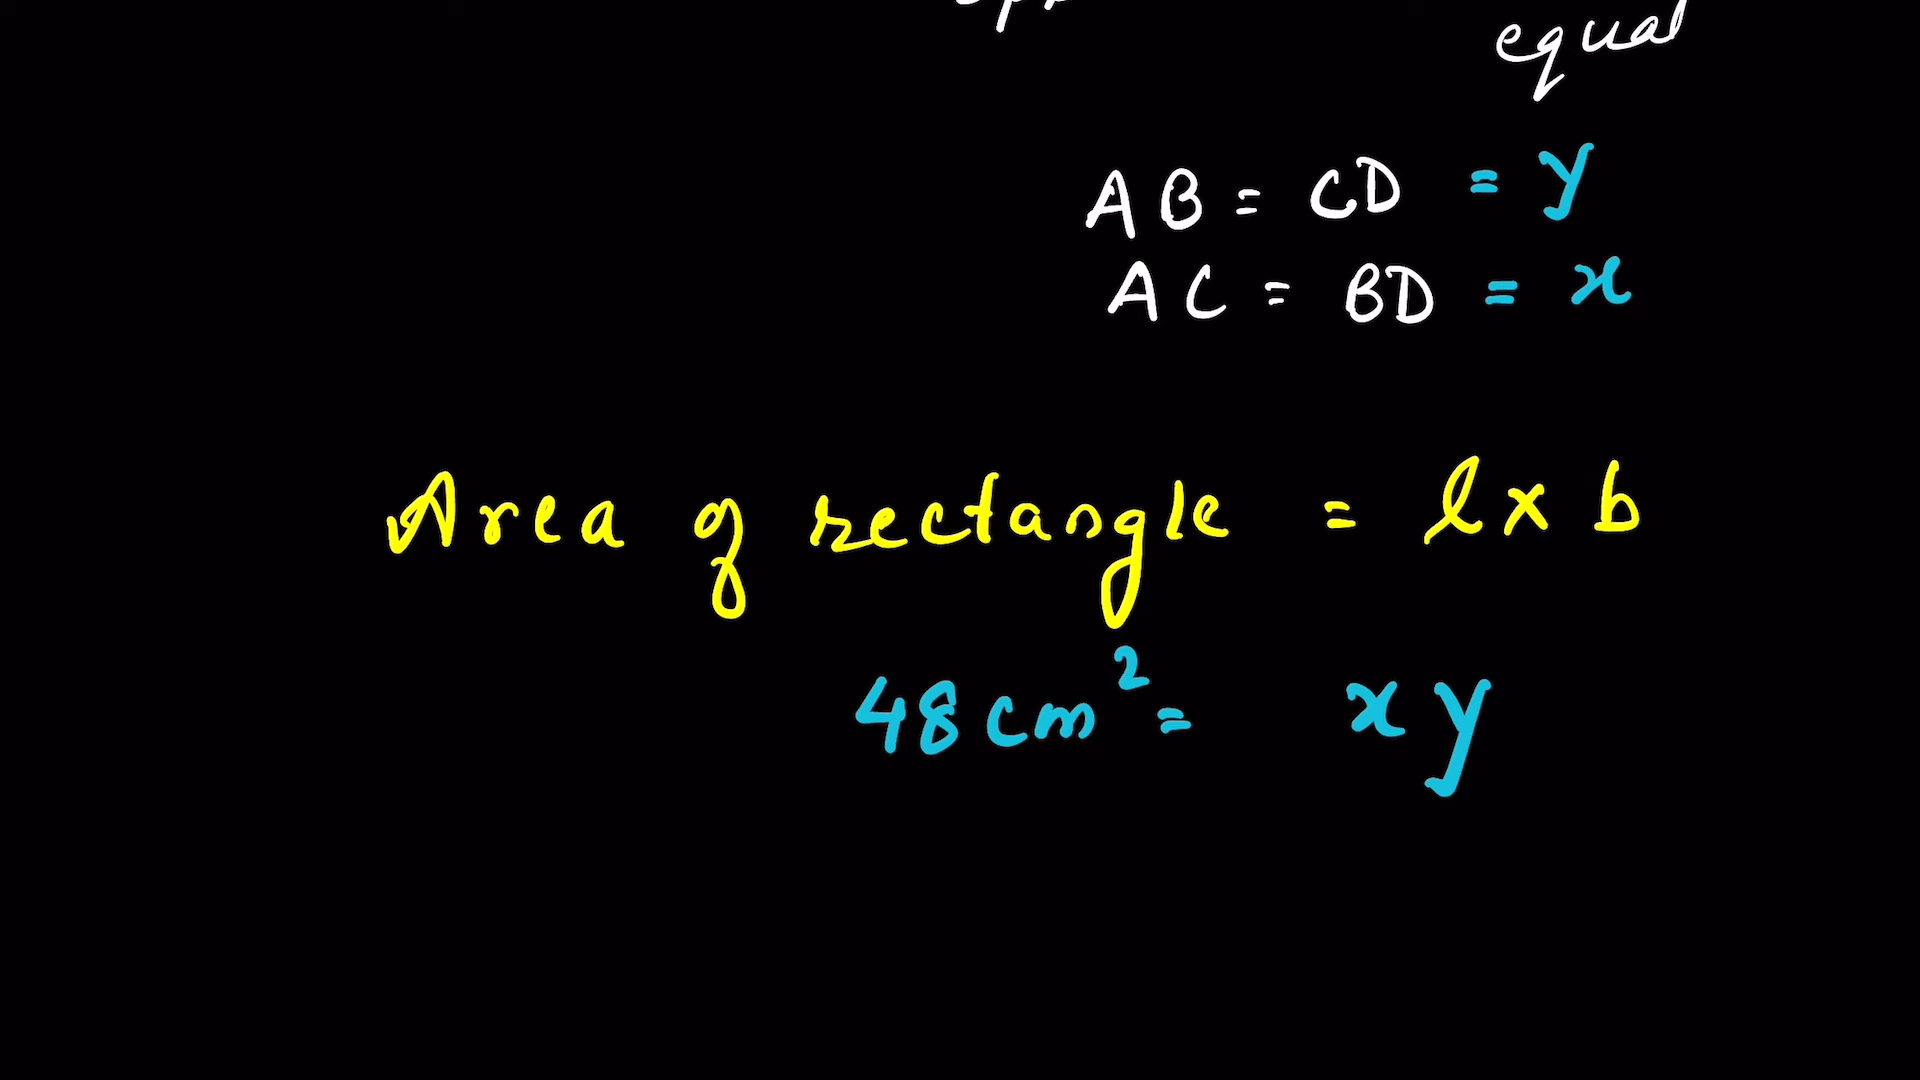 equal
AB = CD = y
AC = BD = x
Area of rectangle = l x b
48 cm² = xy